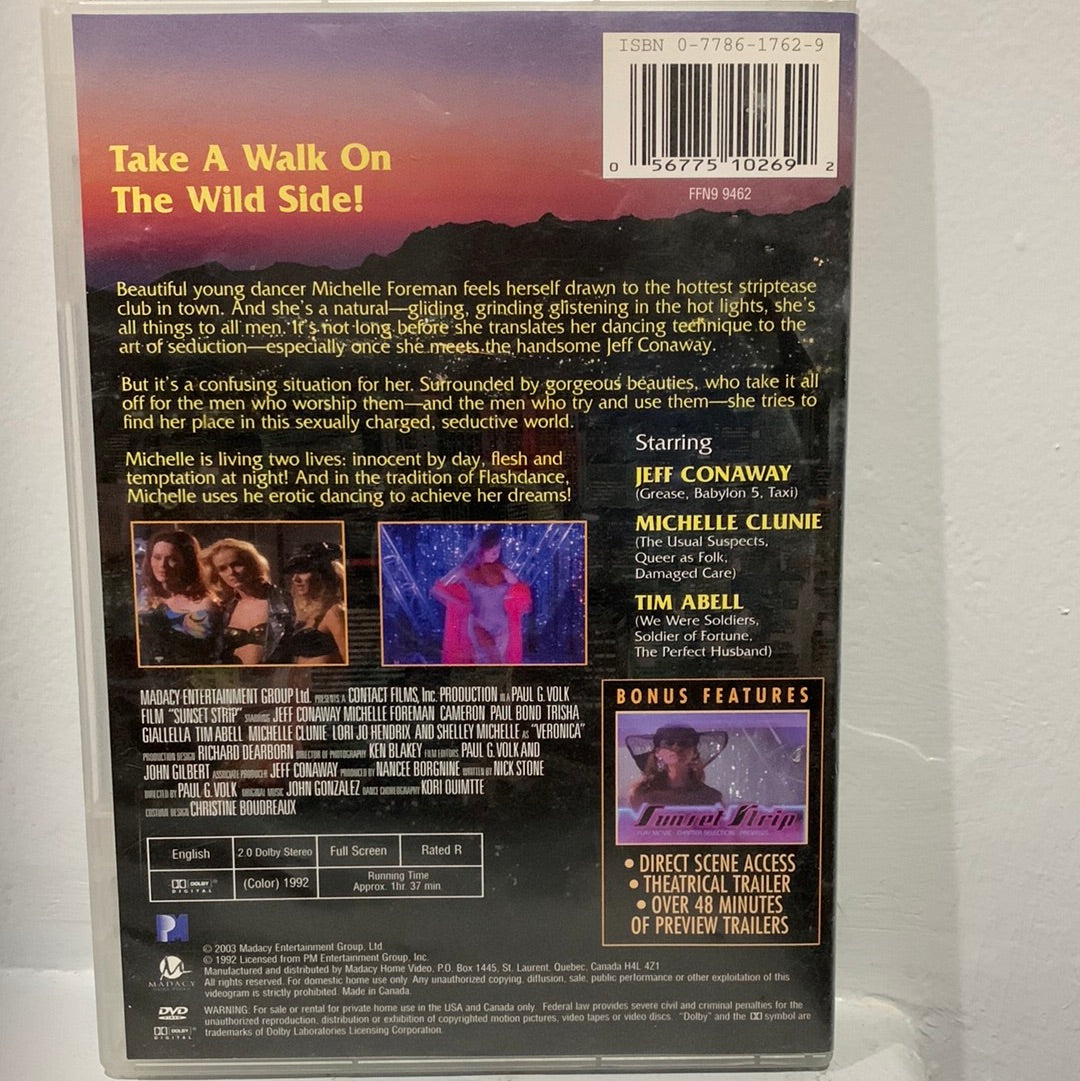 ISBN 0-7786-1762-9
0 56775 10269 2
FFN9 9462
Take A Walk On
The Wild Side!
Beautiful young dancer Michelle Foreman feels herself drawn to the hottest striptease
club in town. And she's a natural—gliding, grinding glistening in the hot lights, she's
all things to all men. It's not long before she translates her dancing technique to the
art of seduction—especially once she meets the handsome Jeff Conaway.
But it's a confusing situation for her. Surrounded by gorgeous beauties, who take it all
off for the men who worship them—and the men who try and use them—she tries to
find her place in this sexually charged, seductive world.
Michelle is living two lives: innocent by day, flesh and
temptation at night! And in the tradition of Flashdance,
Michelle uses he erotic dancing to achieve her dreams!
Starring
JEFF CONAWAY
(Grease, Babylon 5, Taxi)
MICHELLE CLUNIE
(The Usual Suspects,
Queer as Folk,
Damaged Care)
TIM ABELL
(We Were Soldiers,
Soldier of Fortune,
The Perfect Husband)
MADACY ENTERTAINMENT GROUP Ltd. PRESENTS A CONTACT FILMS, Inc. PRODUCTION IN A PAUL G. VOLK
FILM "SUNSET STRIP" STARRING JEFF CONAWAY MICHELLE FOREMAN CAMERON PAUL BOND TRISHA
GIALLELLA TIM ABELL MICHELLE CLUNIE LORI JO HENDRIX AND SHELLEY MICHELLE AS "VERONICA"
PRODUCTION DESIGN RICHARD DEARBORN DIRECTOR OF PHOTOGRAPHY KEN BLAKEY FILM EDITORS PAUL G. VOLK AND
JOHN GILBERT ASSOCIATE PRODUCER JEFF CONAWAY PRODUCED BY NANCEE BORGNINE WRITTEN BY NICK STONE
DIRECTED BY PAUL G. VOLK ORIGINAL MUSIC JOHN GONZALEZ DANCE CHOREOGRAPHY KORI OUIMTTE
COSTUME DESIGN CHRISTINE BOUDREAUX
BONUS FEATURES
Sunset Strip
PLAY MOVIE CHAPTER SELECTION PREVIEWS
• DIRECT SCENE ACCESS
• THEATRICAL TRAILER
• OVER 48 MINUTES
OF PREVIEW TRAILERS
English 2.0 Dolby Stereo Full Screen Rated R
DOLBY DIGITAL (Color) 1992 Running Time
Approx. 1hr. 37 min.
PM
© 2003 Madacy Entertainment Group, Ltd
© 1992 Licensed from PM Entertainment Group, Inc.
Manufactured and distributed by Madacy Home Video, P.O. Box 1445, St. Laurent, Quebec, Canada H4L 4Z1
All rights reserved. For domestic home use only. Any unauthorized copying, diffusion, sale, public performance or other exploitation of this
videogram is strictly prohibited. Made in Canada.
MADACY
DVD
VIDEO
DOLBY
DIGITAL
WARNING: For sale or rental for private home use in the USA and Canada only. Federal law provides severe civil and criminal penalties for the
unauthorized reproduction, distribution or exhibition of copyrighted motion pictures, video tapes or video discs. "Dolby" and the symbol are
trademarks of Dolby Laboratories Licensing Corporation.